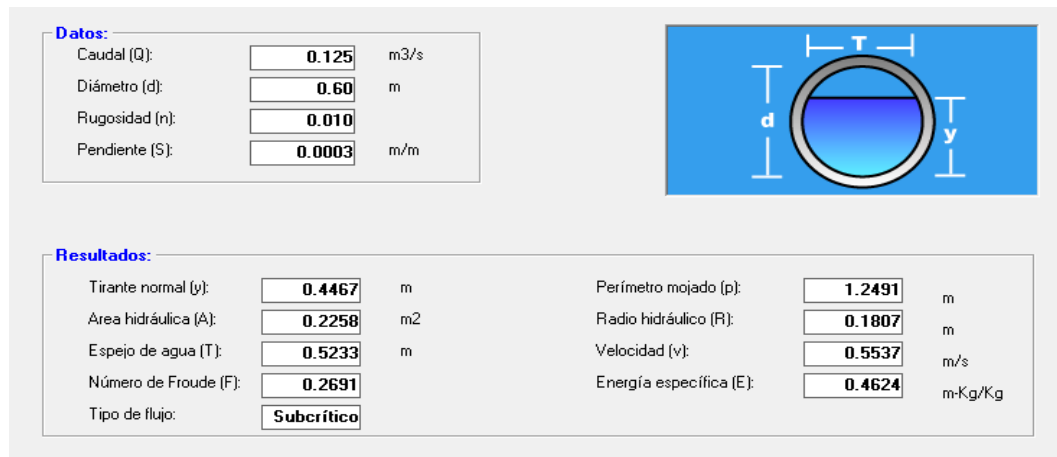 Datos:
Caudal (Q): 0.125 m3/s
Diámetro (d): 0.60 m
Rugosidad (n): 0.010
Pendiente (S): 0.0003 m/m
T
d
y
Resultados:
Tirante normal (y): 0.4467 m
Area hidráulica (A): 0.2258 m2
Espejo de agua (T): 0.5233 m
Número de Froude (F): 0.2691
Tipo de flujo: Subcrítico
Perímetro mojado (p): 1.2491 m
Radio hidráulico (R): 0.1807 m
Velocidad (v): 0.5537 m/s
Energía específica (E): 0.4624 m-Kg/Kg